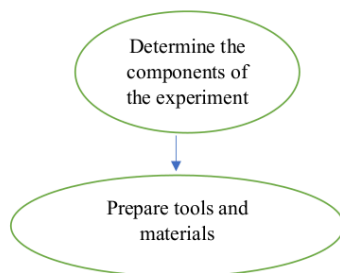 Determine the
components of
the experiment
Prepare tools and
materials